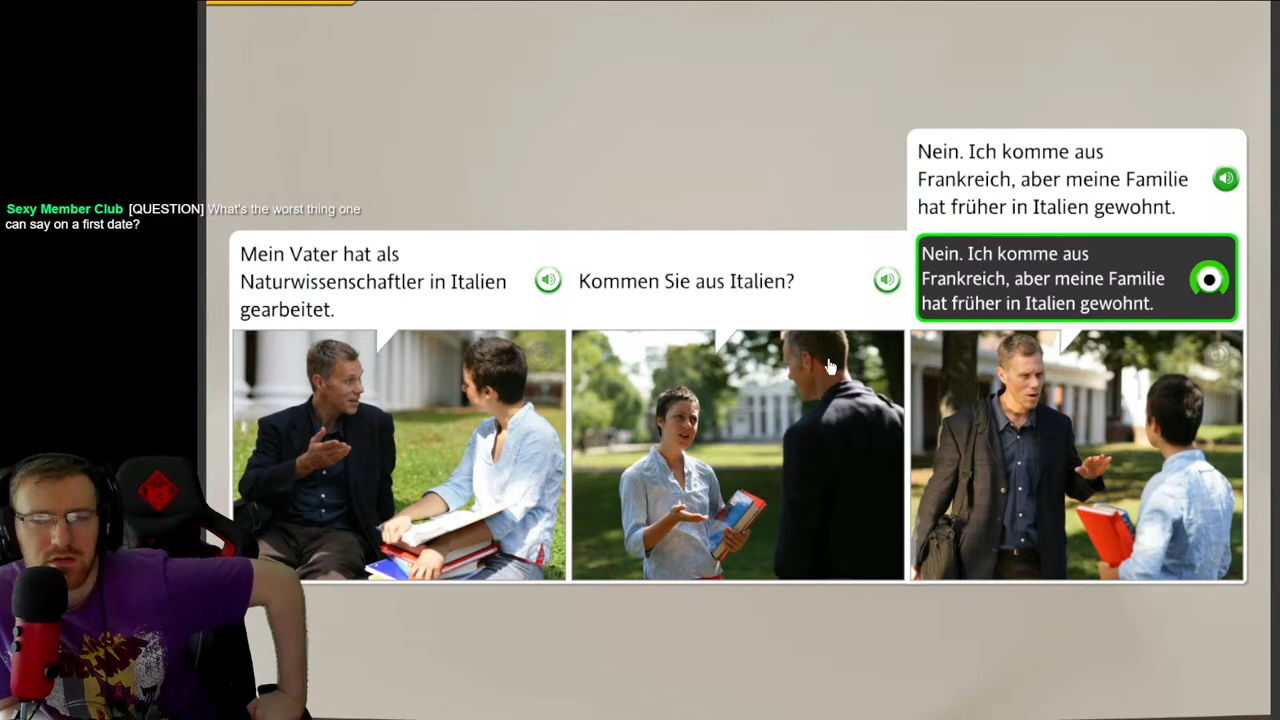 Sexy Member Club [QUESTION] What's the worst thing one
can say on a first date?
Mein Vater hat als
Naturwissenschaftler in Italien
gearbeitet.
Kommen Sie aus Italien?
Nein. Ich komme aus
Frankreich, aber meine Familie
hat früher in Italien gewohnt.
Nein. Ich komme aus
Frankreich, aber meine Familie
hat früher in Italien gewohnt.